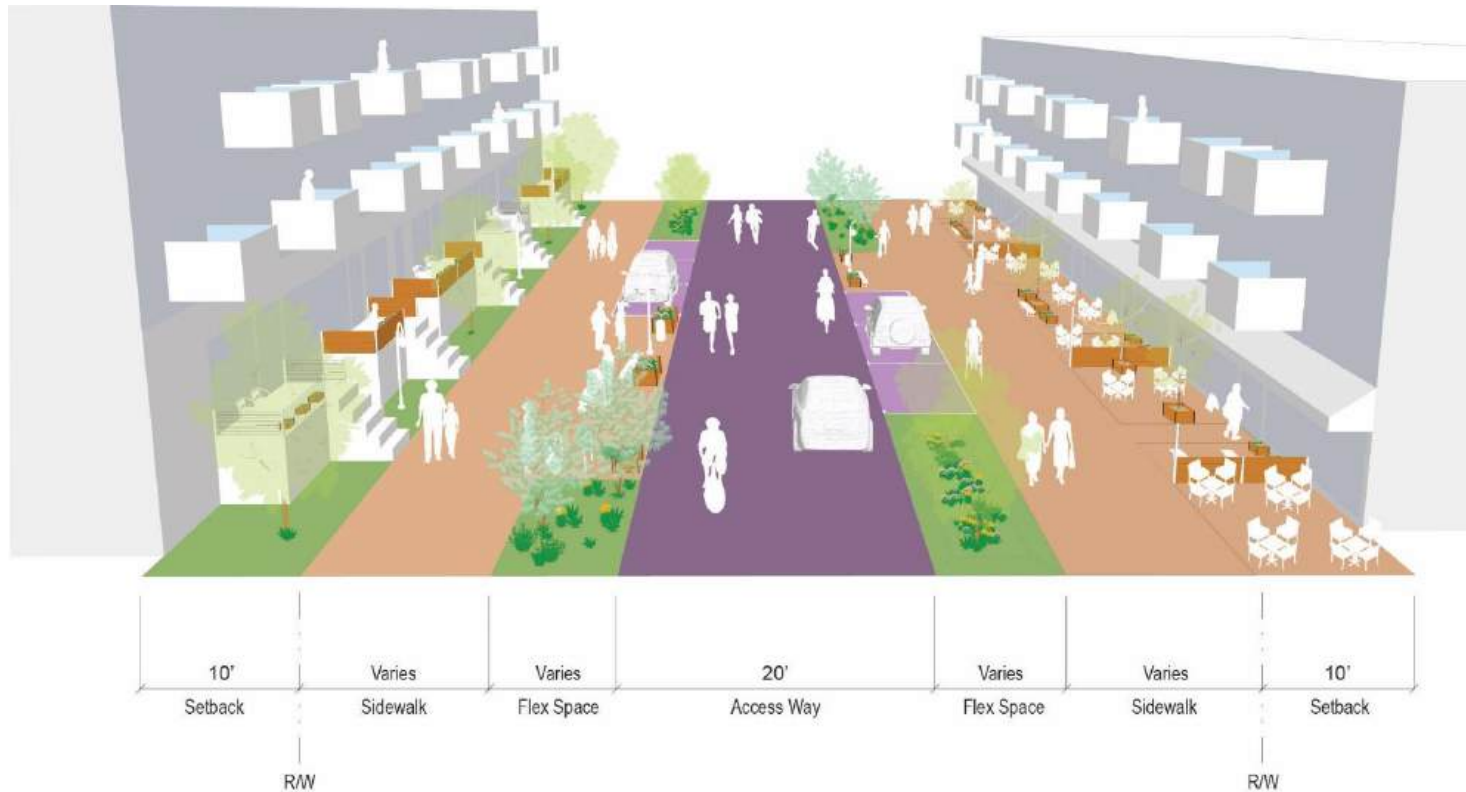 10' Varies Varies 20' Varies Varies 10'
Setback Sidewalk Flex Space Access Way Flex Space Sidewalk Setback
R/W R/W